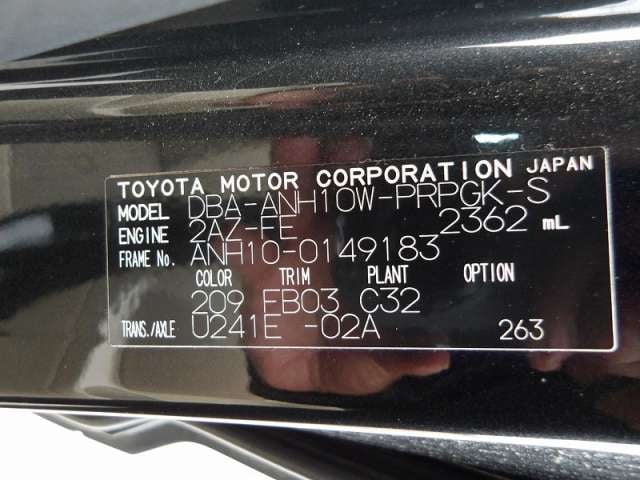 TOYOTA MOTOR CORPORATION JAPAN
MODEL DBA-ANH10W-PRPGK-S
ENGINE 2AZ-FE 2362 mL
FRAME No. ANH10-0149183
COLOR TRIM PLANT OPTION
209 EB03 C32
TRANS./AXLE U241E -02A 263